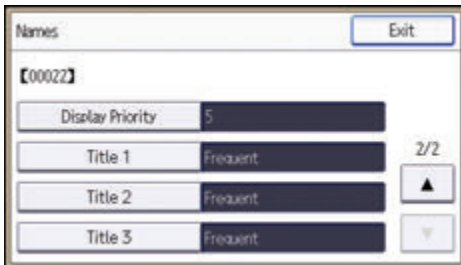 Names Exit
【00022】
Display Priority 5
Title 1 Frequent
2/2
Title 2 Frequent
Title 3 Frequent